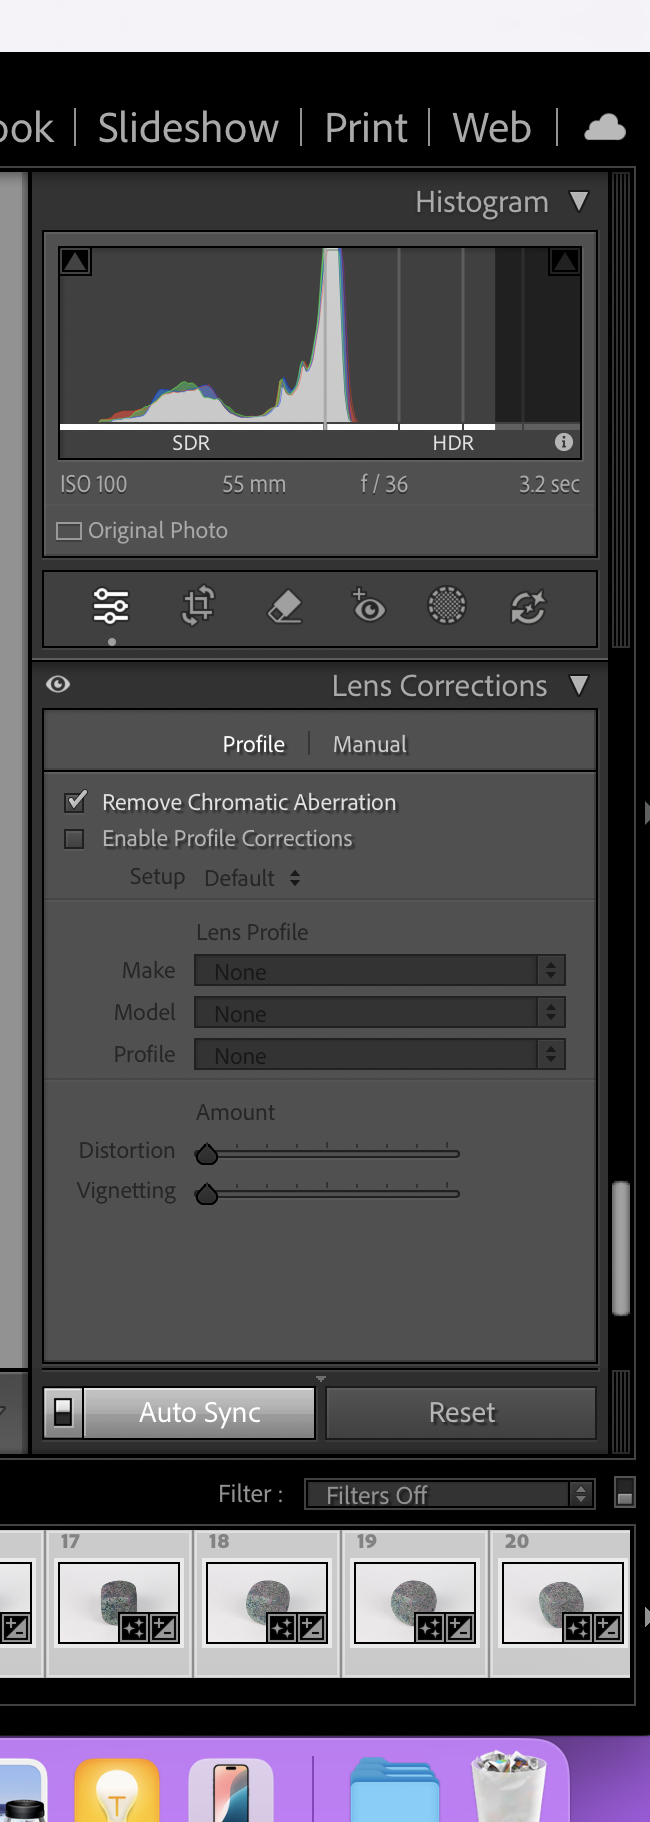 ook | Slideshow | Print | Web
Histogram
SDR HDR
ISO 100 55 mm f / 36 3.2 sec
Original Photo
Lens Corrections
Profile | Manual
Remove Chromatic Aberration
Enable Profile Corrections
Setup Default
Lens Profile
Make None
Model None
Profile None
Amount
Distortion
Vignetting
Auto Sync Reset
Filter : Filters Off
17 18 19 20